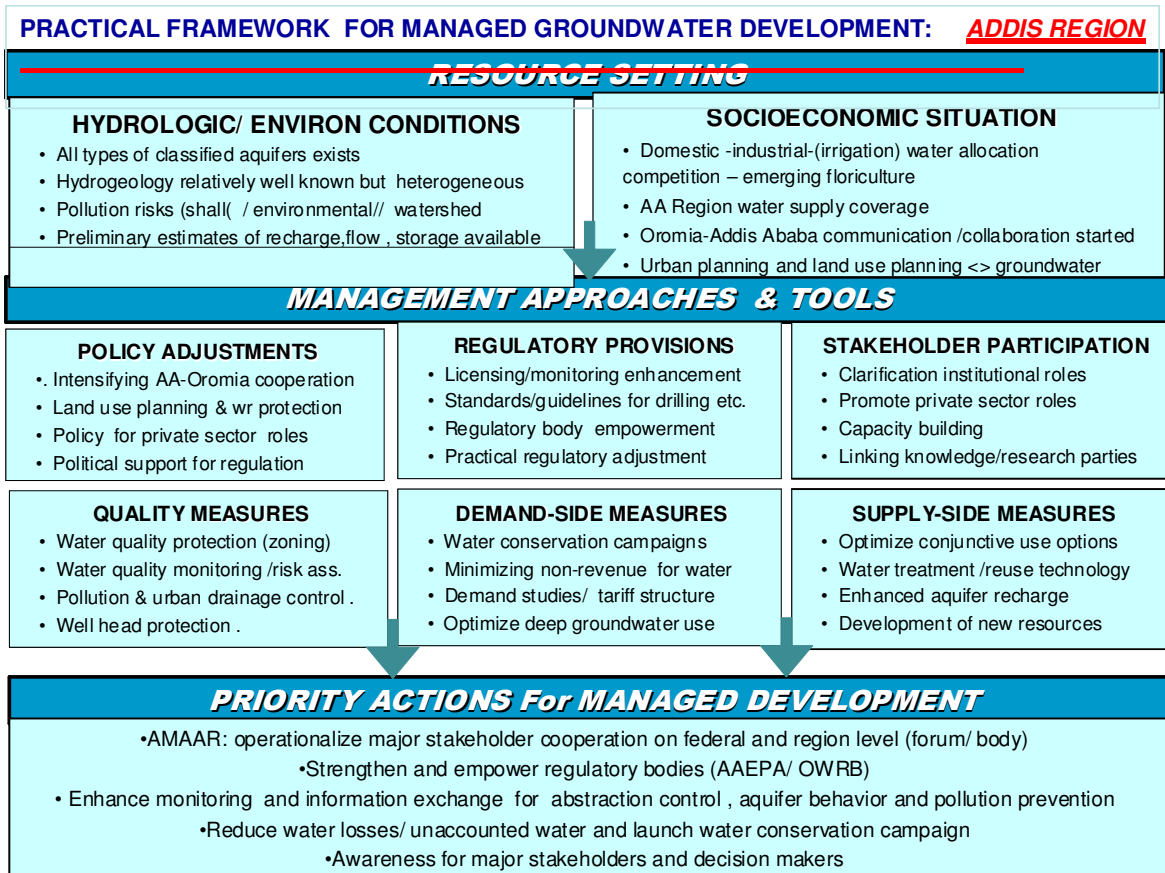 PRACTICAL FRAMEWORK FOR MANAGED GROUNDWATER DEVELOPMENT: ADDIS REGION
RESOURCE SETTING
HYDROLOGIC/ ENVIRON CONDITIONS
• All types of classified aquifers exists
• Hydrogeology relatively well known but heterogeneous
• Pollution risks (shall( / environmental// watershed
• Preliminary estimates of recharge,flow , storage available
SOCIOECONOMIC SITUATION
• Domestic -industrial-(irrigation) water allocation
competition – emerging floriculture
• AA Region water supply coverage
• Oromia-Addis Ababa communication /collaboration started
• Urban planning and land use planning <> groundwater
MANAGEMENT APPROACHES & TOOLS
POLICY ADJUSTMENTS
•. Intensifying AA-Oromia cooperation
• Land use planning & wr protection
• Policy for private sector roles
• Political support for regulation
REGULATORY PROVISIONS
• Licensing/monitoring enhancement
• Standards/guidelines for drilling etc.
• Regulatory body empowerment
• Practical regulatory adjustment
STAKEHOLDER PARTICIPATION
• Clarification institutional roles
• Promote private sector roles
• Capacity building
• Linking knowledge/research parties
QUALITY MEASURES
• Water quality protection (zoning)
• Water quality monitoring /risk ass.
• Pollution & urban drainage control .
• Well head protection .
DEMAND-SIDE MEASURES
• Water conservation campaigns
• Minimizing non-revenue for water
• Demand studies/ tariff structure
• Optimize deep groundwater use
SUPPLY-SIDE MEASURES
• Optimize conjunctive use options
• Water treatment /reuse technology
• Enhanced aquifer recharge
• Development of new resources
PRIORITY ACTIONS For MANAGED DEVELOPMENT
•AMAAR: operationalize major stakeholder cooperation on federal and region level (forum/ body)
•Strengthen and empower regulatory bodies (AAEPA/ OWRB)
• Enhance monitoring and information exchange for abstraction control , aquifer behavior and pollution prevention
•Reduce water losses/ unaccounted water and launch water conservation campaign
•Awareness for major stakeholders and decision makers